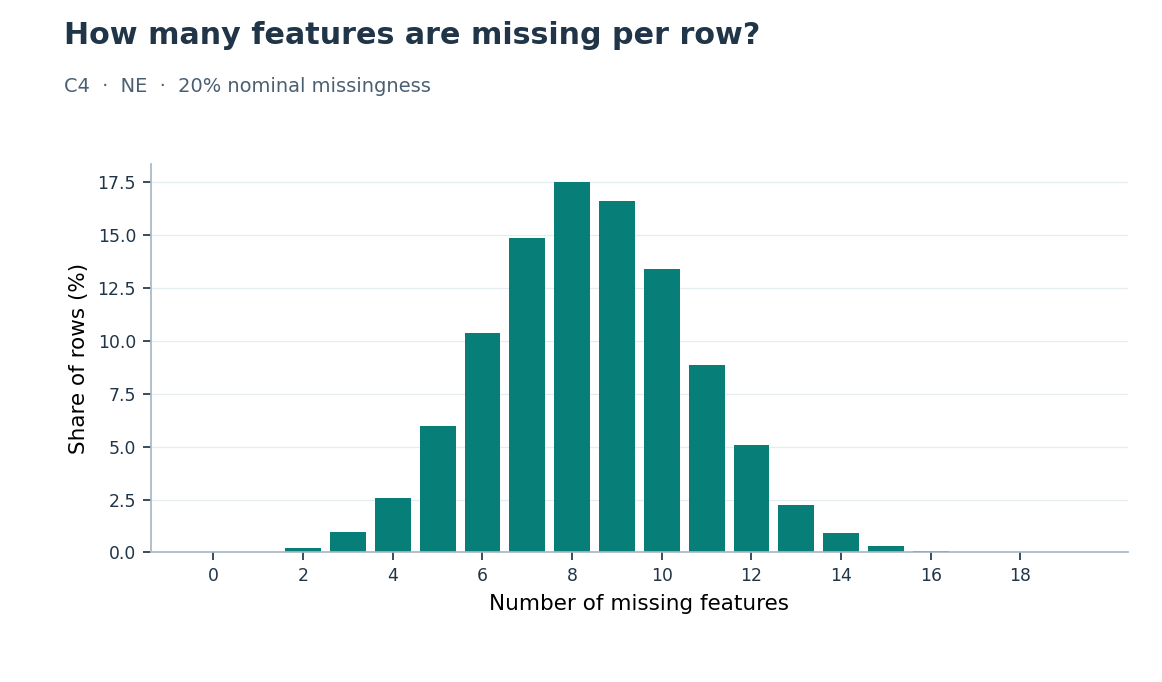 How many features are missing per row?
C4 · NE · 20% nominal missingness
17.5
15.0
12.5
10.0
7.5
5.0
2.5
0.0
Share of rows (%)
0 2 4 6 8 10 12 14 16 18
Number of missing features